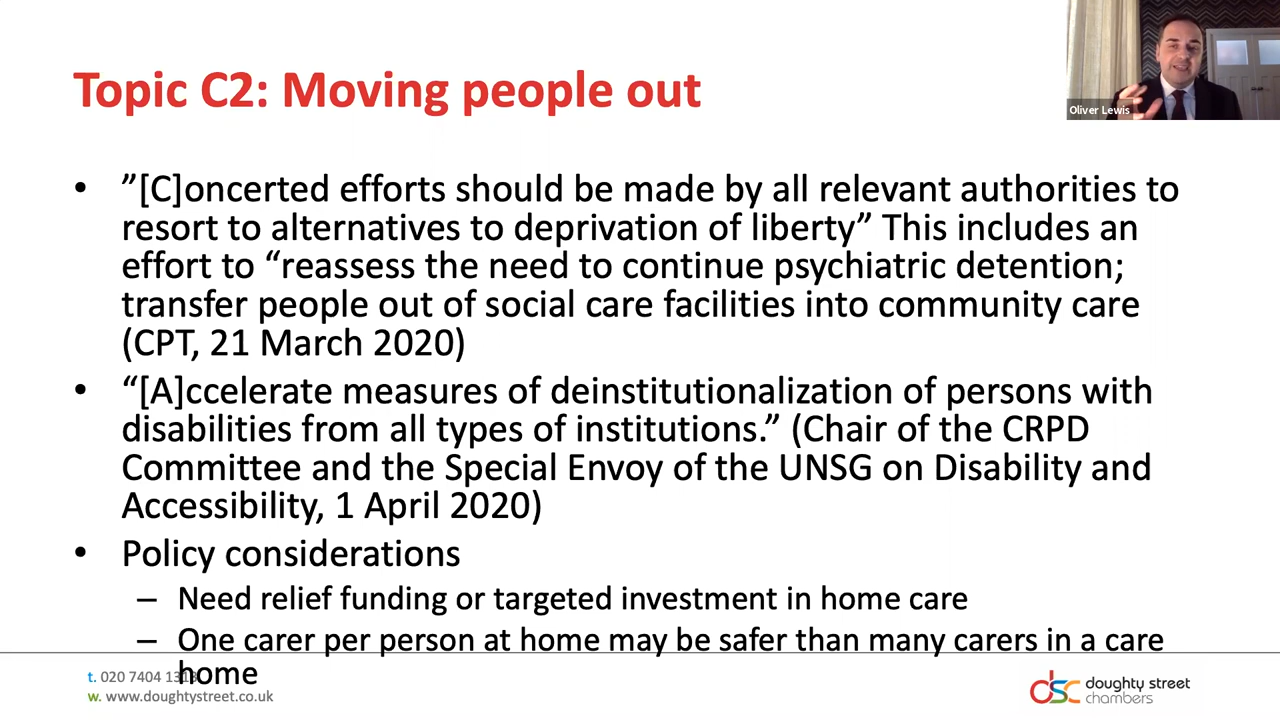 Topic C2: Moving people out
Oliver Lewis
• ”[C]oncerted efforts should be made by all relevant authorities to
resort to alternatives to deprivation of liberty” This includes an
effort to “reassess the need to continue psychiatric detention;
transfer people out of social care facilities into community care
(CPT, 21 March 2020)
• “[A]ccelerate measures of deinstitutionalization of persons with
disabilities from all types of institutions.” (Chair of the CRPD
Committee and the Special Envoy of the UNSG on Disability and
Accessibility, 1 April 2020)
• Policy considerations
– Need relief funding or targeted investment in home care
– One carer per person at home may be safer than many carers in a care
home
t. 020 7404
w. www.doughtystreet.co.uk
dsc doughty street
chambers